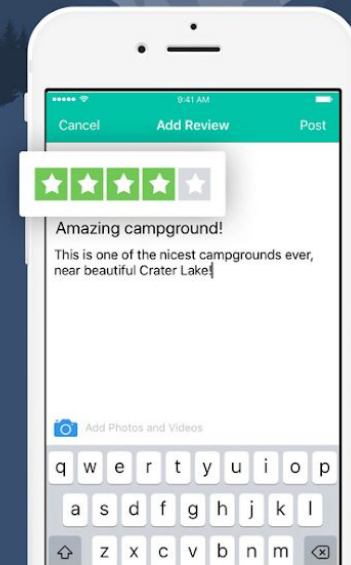 9:41 AM
Cancel Add Review Post
Amazing campground!
This is one of the nicest campgrounds ever,
near beautiful Crater Lake!
Add Photos and Videos
q w e r t y u i o p
a s d f g h j k l
z x c v b n m